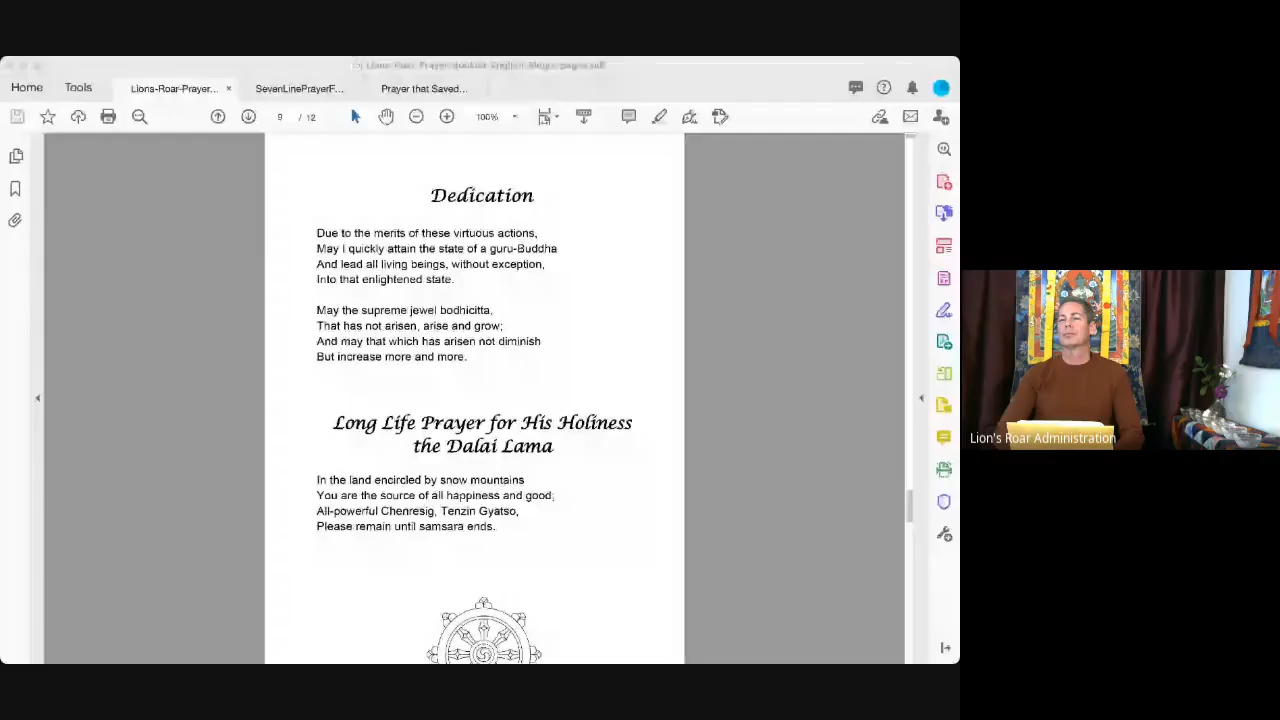 Home
Tools
Lions-Roar-Prayer...
×
SevenLinePrayerF...
Prayer that Saved...
9 / 12
100%
Dedication
Due to the merits of these virtuous actions,
May I quickly attain the state of a guru-Buddha
And lead all living beings, without exception,
Into that enlightened state.
May the supreme jewel bodhicitta,
That has not arisen, arise and grow;
And may that which has arisen not diminish
But increase more and more.
Long Life Prayer for His Holiness
the Dalai Lama
In the land encircled by snow mountains
You are the source of all happiness and good;
All-powerful Chenresig, Tenzin Gyatso,
Please remain until samsara ends.
Lion's Roar Administration